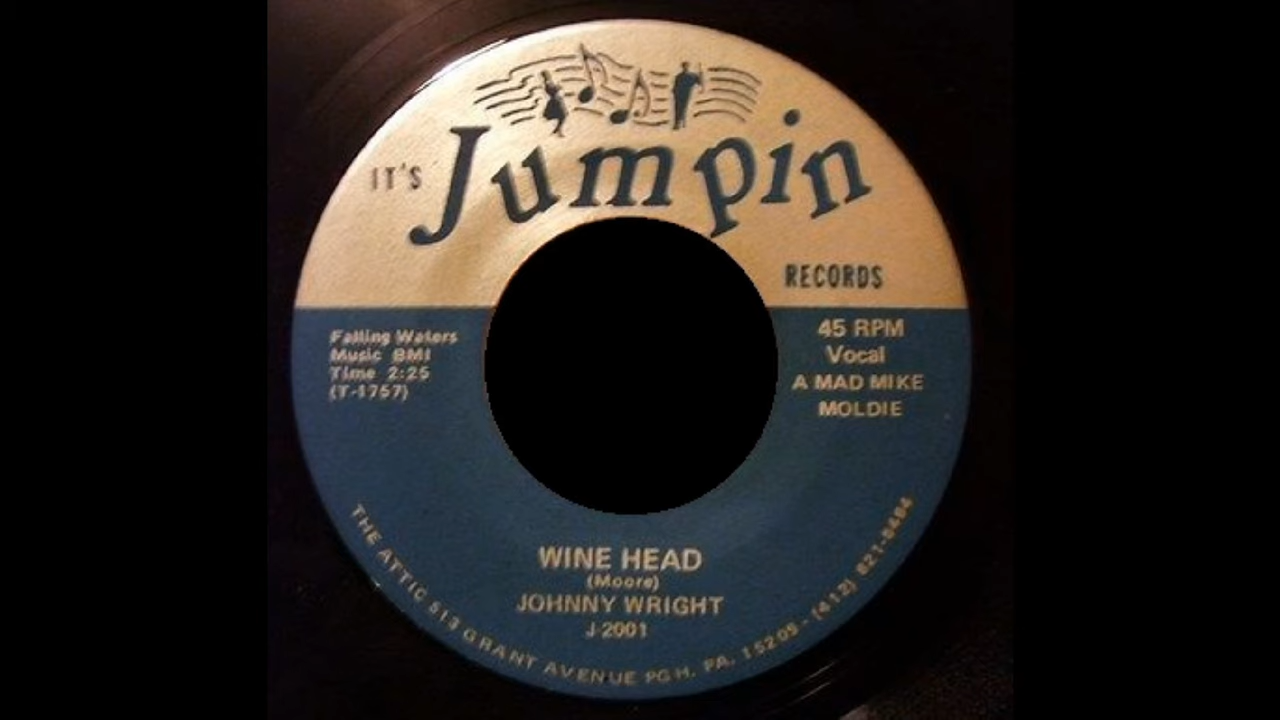 IT'S Jumpin
RECORDS
Falling Waters
Music BMI
Time 2:25
(T-1757)
45 RPM
Vocal
A MAD MIKE
MOLDIE
WINE HEAD
(Moore)
JOHNNY WRIGHT
J-2001
THE ATTIC 513 GRANT AVENUE PGH. PA. 15209 - (412) 821-8484